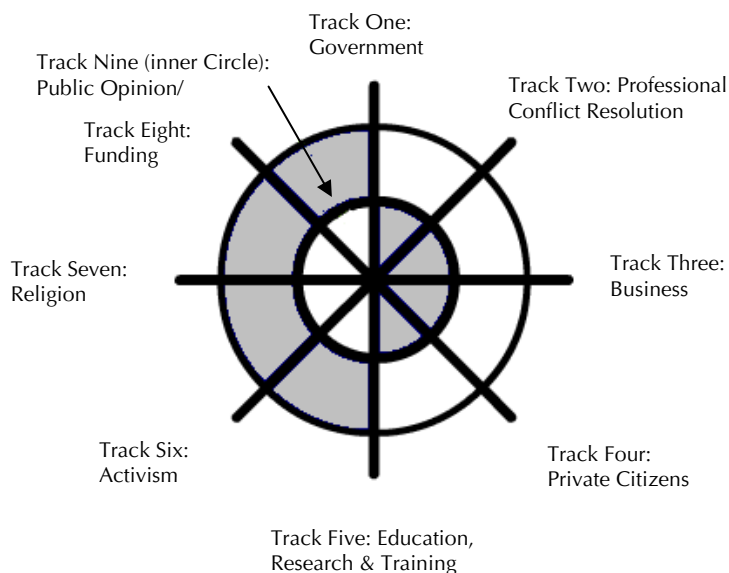 Track One:
Government
Track Nine (inner Circle):
Public Opinion/
Track Two: Professional
Conflict Resolution
Track Eight:
Funding
Track Seven:
Religion
Track Three:
Business
Track Six:
Activism
Track Four:
Private Citizens
Track Five: Education,
Research & Training